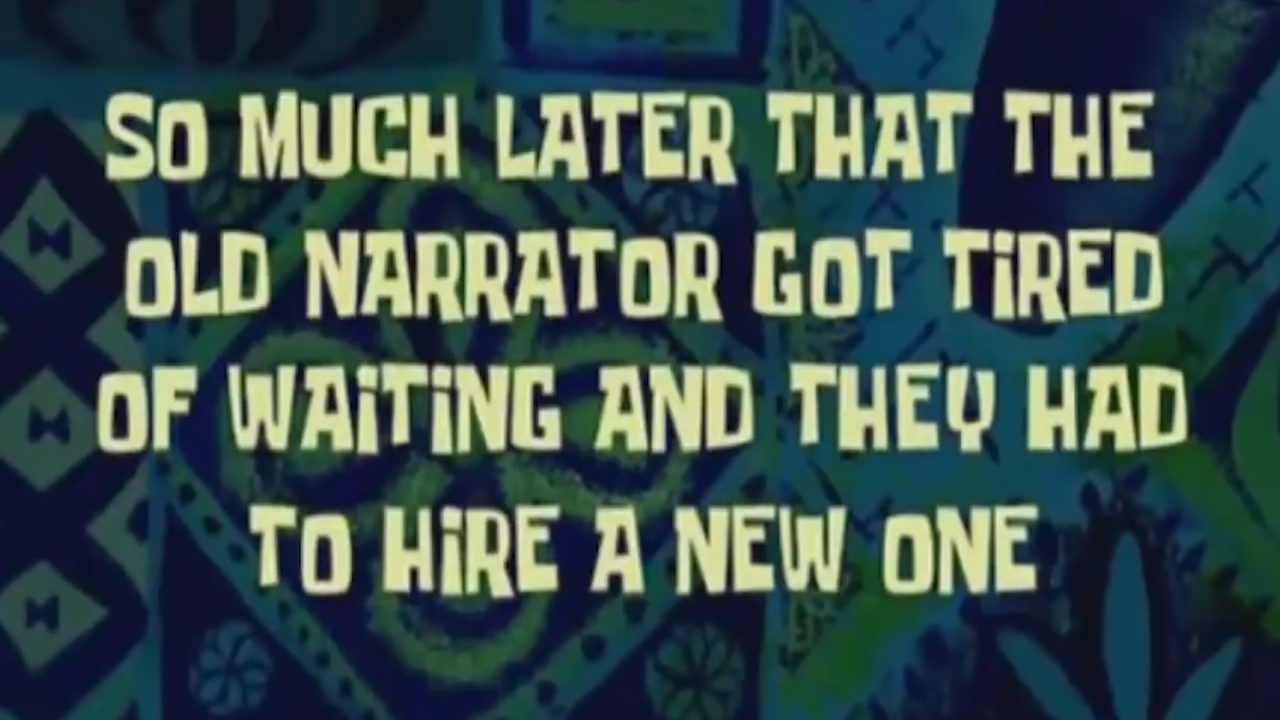 SO MUCH LATER THAT THE
OLD NARRATOR GOT TiRED
OF WAiTiNG AND THEY HAD
TO HiRE A NEW ONE